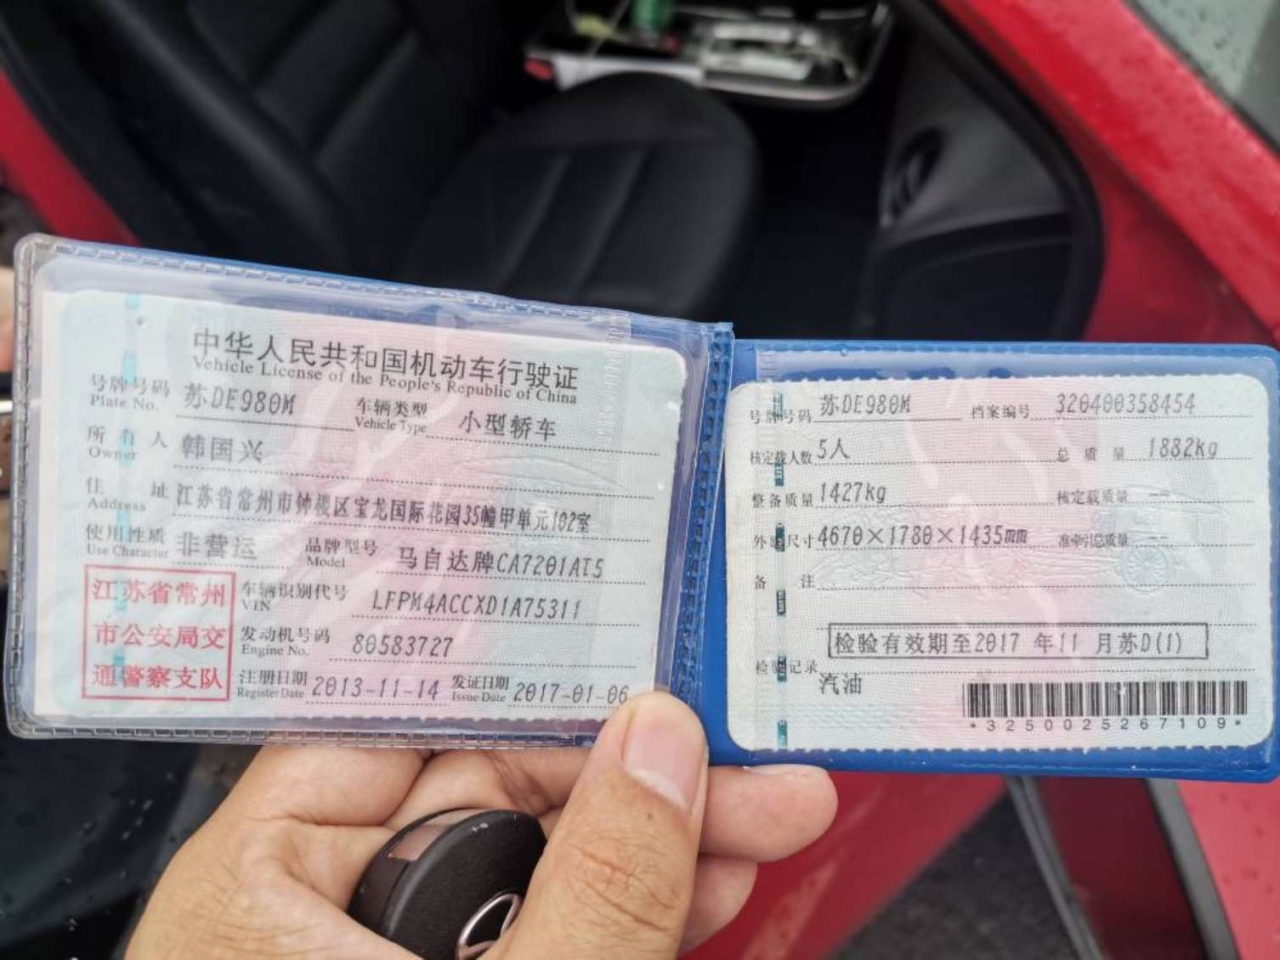 中华人民共和国机动车行驶证
Vehicle License of the People's Republic of China
号牌号码 苏DE980M 车辆类型 小型轿车
Plate No. Vehicle Type
所有人 韩国兴
Owner
住址 江苏省常州市钟楼区宝龙国际花园35幢甲单元102室
Address
使用性质 非营运 品牌型号 马自达牌CA7201AT5
Use Character Model
江苏省常州
市公安局交
通警察支队
车辆识别代号 LFPM4ACCXD1A75311
VIN
发动机号码 80583727
Engine No.
注册日期 2013-11-14 发证日期 2017-01-06
Register Date Issue Date
号牌号码 苏DE980M 档案编号 320400358454
核定载人数 5人 总质量 1882kg
整备质量 1427kg 核定载质量 --
外廓尺寸 4670×1780×1435mm 准牵引总质量 --
备注
检验有效期至2017年11月苏D(1)
检验记录
汽油
*3250025267109*